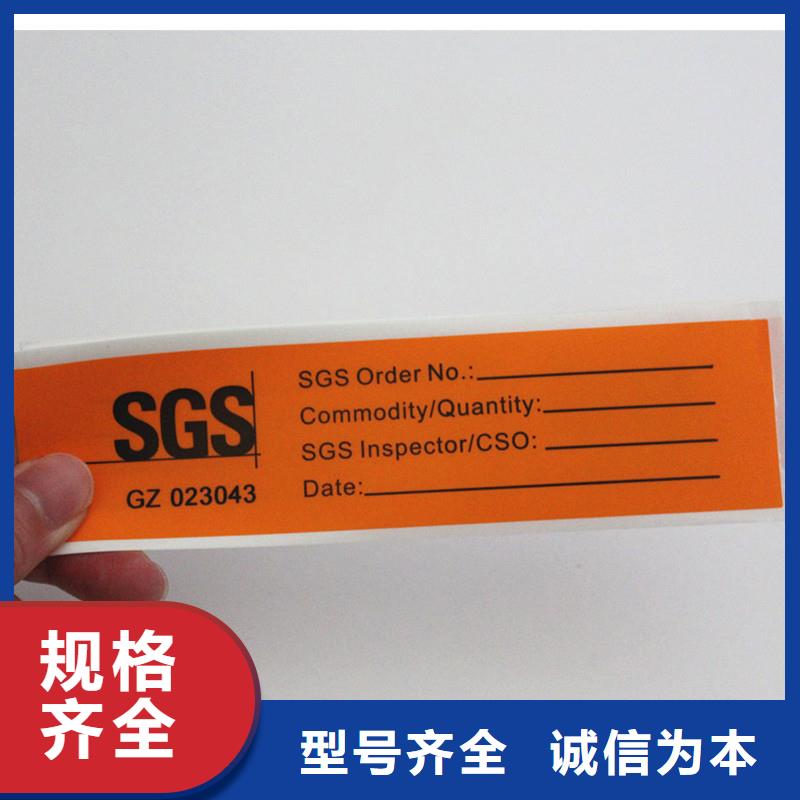 SGS
GZ 023043
SGS Order No.:
Commodity/Quantity:
SGS Inspector/CSO:
Date:
规格
齐全
型号齐全 诚信为本